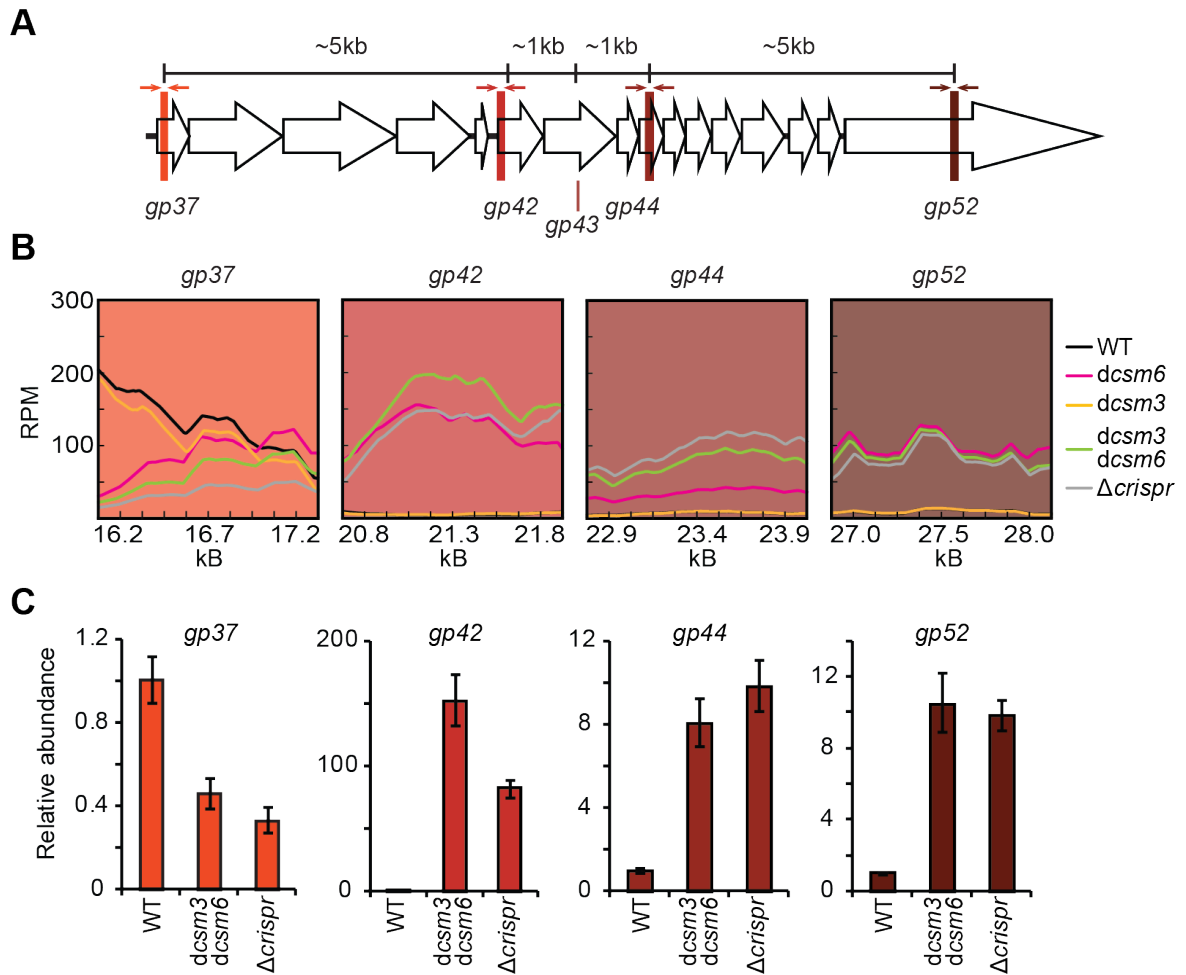 A
~5kb ~1kb ~1kb ~5kb
gp37 gp42 gp43 gp44 gp52
B
gp37 gp42 gp44 gp52
300
200
100
RPM
16.2 16.7 17.2
kB
20.8 21.3 21.8
kB
22.9 23.4 23.9
kB
27.0 27.5 28.0
kB
WT
dcsm6
dcsm3
dcsm3
dcsm6
Δcrispr
C
Relative abundance
gp37
1.2
0.8
0.4
0
WT
dcsm3
dcsm6
Δcrispr
gp42
200
100
0
WT
dcsm3
dcsm6
Δcrispr
gp44
12
8
4
0
WT
dcsm3
dcsm6
Δcrispr
gp52
12
8
4
0
WT
dcsm3
dcsm6
Δcrispr